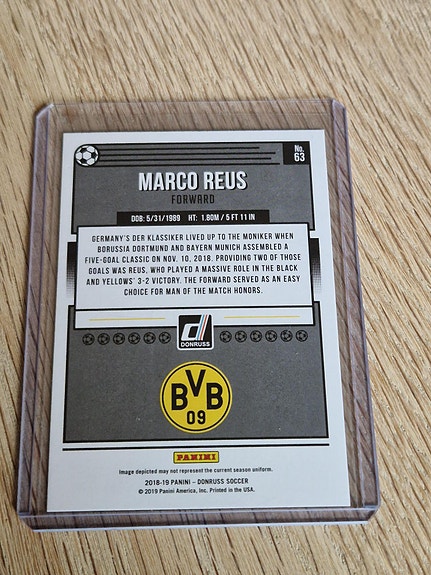 No.
63
MARCO REUS
FORWARD
DOB: 5/31/1989 HT: 1.80M / 5 FT 11 IN
GERMANY'S DER KLASSIKER LIVED UP TO THE MONIKER WHEN
BORUSSIA DORTMUND AND BAYERN MUNICH ASSEMBLED A
FIVE-GOAL CLASSIC ON NOV. 10, 2018. PROVIDING TWO OF THOSE
GOALS WAS REUS, WHO PLAYED A MASSIVE ROLE IN THE BLACK
AND YELLOWS' 3-2 VICTORY. THE FORWARD SERVED AS AN EASY
CHOICE FOR MAN OF THE MATCH HONORS.
DONRUSS
BVB
09
PANINI
Image depicted may not represent the current season uniform.
2018-19 PANINI – DONRUSS SOCCER
© 2019 Panini America, Inc. Printed in the USA.